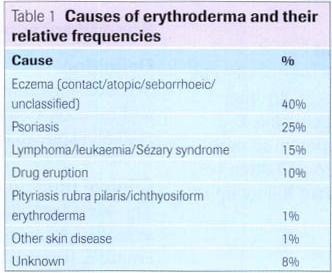 Table 1 Causes of erythroderma and their
relative frequencies
Cause %
Eczema (contact/atopic/seborrhoeic/
unclassified) 40%
Psoriasis 25%
Lymphoma/leukaemia/Sézary syndrome 15%
Drug eruption 10%
Pityriasis rubra pilaris/ichthyosiform
erythroderma 1%
Other skin disease 1%
Unknown 8%